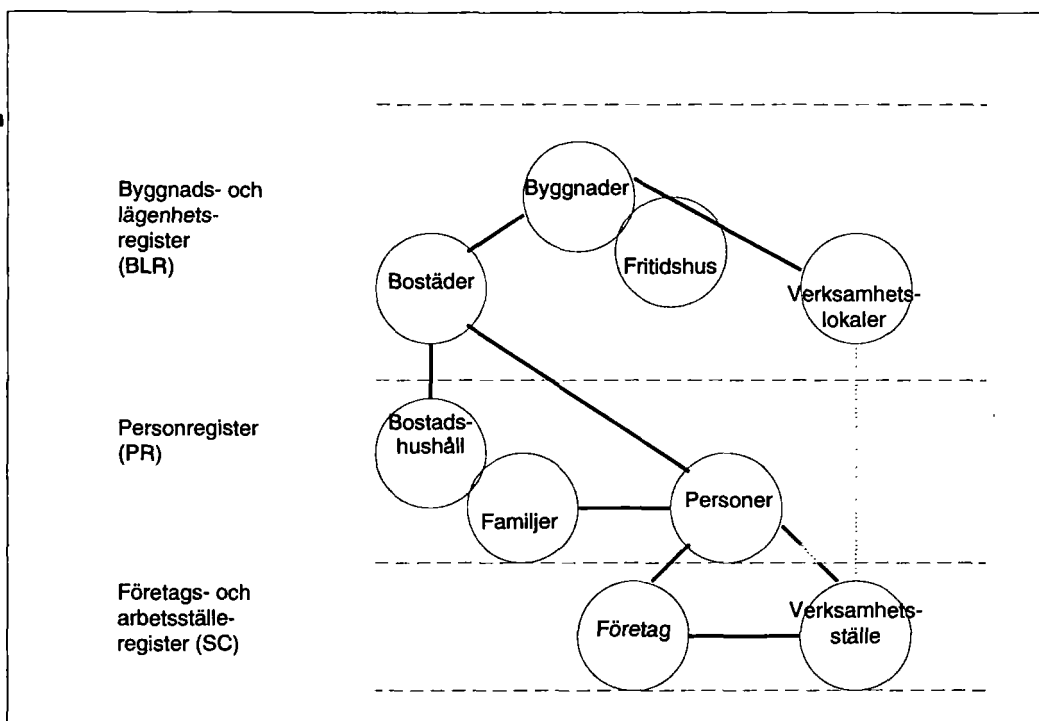 Byggnads- och
lägenhets-
register
(BLR)
Byggnader
Fritidshus
Bostäder
Verksamhets-
lokaler
Personregister
(PR)
Bostads-
hushåll
Familjer
Personer
Företags- och
arbetsställe-
register (SC)
Företag
Verksamhets-
ställe